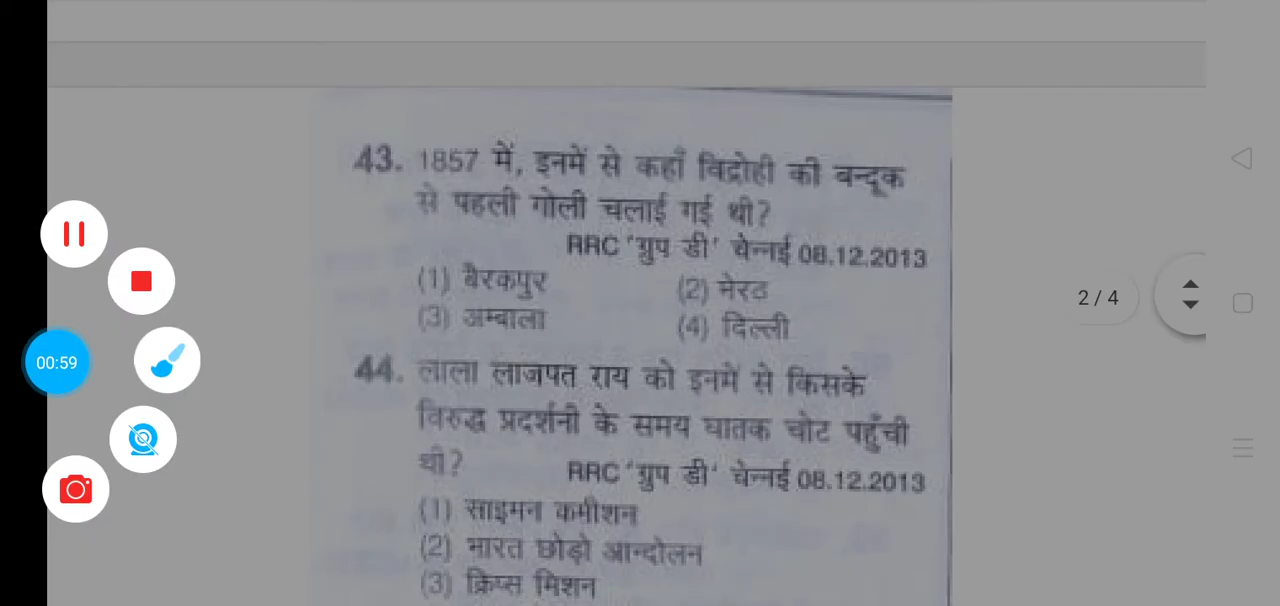 43. 1857 में, इनमें से कहाँ विद्रोही की बन्दूक
से पहली गोली चलाई गई थी?
RRC 'ग्रुप डी' चेन्नई 08.12.2013
(1) बैरकपुर (2) मेरठ
(3) अम्बाला (4) दिल्ली
44. लाला लाजपत राय को इनमें से किसके
विरुद्ध प्रदर्शनी के समय घातक चोट पहुँची
थी? RRC 'ग्रुप डी' चेन्नई 08.12.2013
(1) साइमन कमीशन
(2) भारत छोड़ो आन्दोलन
(3) क्रिप्स मिशन
00:59
2 / 4